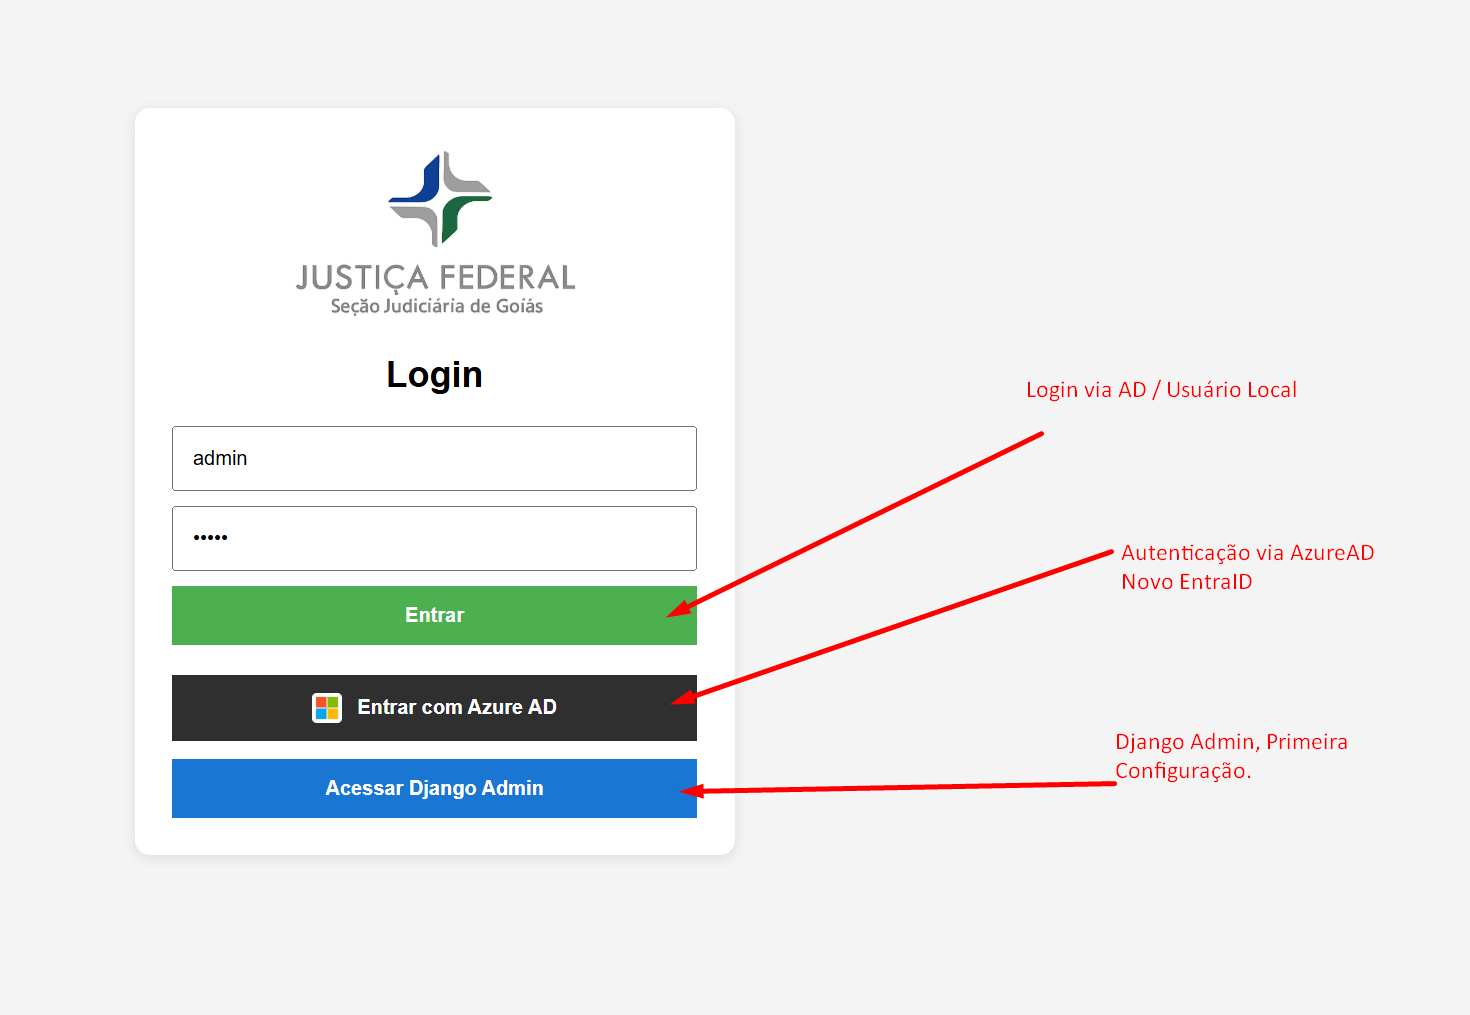 JUSTIÇA FEDERAL
Seção Judiciária de Goiás
Login
admin
•••••
Entrar
Entrar com Azure AD
Acessar Django Admin
Login via AD / Usuário Local
Autenticação via AzureAD
Novo EntraID
Django Admin, Primeira
Configuração.